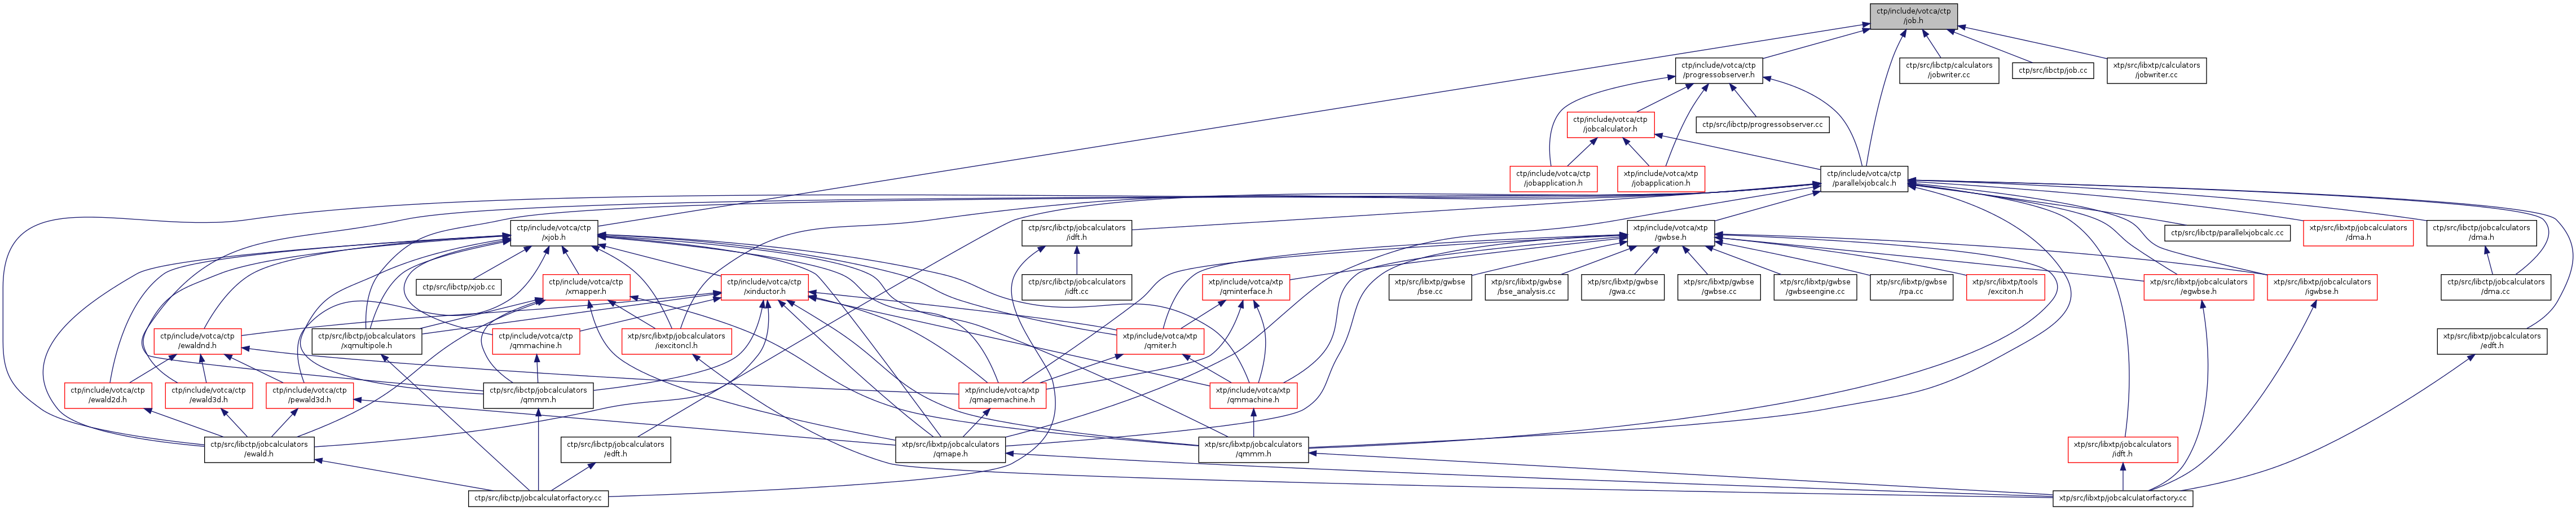 ctp/include/votca/ctp
/job.h
ctp/include/votca/ctp
/progressobserver.h
ctp/src/libctp/calculators
/jobwriter.cc
ctp/src/libctp/job.cc
xtp/src/libxtp/calculators
/jobwriter.cc
ctp/include/votca/ctp
/jobcalculator.h
ctp/src/libctp/progressobserver.cc
ctp/include/votca/ctp
/jobapplication.h
xtp/include/votca/xtp
/jobapplication.h
ctp/include/votca/ctp
/parallelxjobcalc.h
ctp/include/votca/ctp
/xjob.h
ctp/src/libctp/jobcalculators
/idft.h
xtp/include/votca/xtp
/gwbse.h
ctp/src/libctp/parallelxjobcalc.cc
xtp/src/libxtp/jobcalculators
/dma.h
ctp/src/libctp/jobcalculators
/dma.h
ctp/src/libctp/xjob.cc
ctp/include/votca/ctp
/xmapper.h
ctp/include/votca/ctp
/xinductor.h
ctp/src/libctp/jobcalculators
/idft.cc
xtp/include/votca/xtp
/qminterface.h
xtp/src/libxtp/gwbse
/bse.cc
xtp/src/libxtp/gwbse
/bse_analysis.cc
xtp/src/libxtp/gwbse
/gwa.cc
xtp/src/libxtp/gwbse
/gwbse.cc
xtp/src/libxtp/gwbse
/gwbseengine.cc
xtp/src/libxtp/gwbse
/rpa.cc
xtp/src/libxtp/tools
/exciton.h
xtp/src/libxtp/jobcalculators
/egwbse.h
xtp/src/libxtp/jobcalculators
/igwbse.h
ctp/src/libctp/jobcalculators
/dma.cc
ctp/include/votca/ctp
/ewaldnd.h
ctp/src/libctp/jobcalculators
/xqmultipole.h
ctp/include/votca/ctp
/qmmachine.h
xtp/src/libxtp/jobcalculators
/iexcitoncl.h
xtp/include/votca/xtp
/qmiter.h
xtp/src/libxtp/jobcalculators
/edft.h
ctp/include/votca/ctp
/ewald2d.h
ctp/include/votca/ctp
/ewald3d.h
ctp/include/votca/ctp
/pewald3d.h
ctp/src/libctp/jobcalculators
/qmmm.h
xtp/include/votca/xtp
/qmapemachine.h
xtp/include/votca/xtp
/qmmachine.h
ctp/src/libctp/jobcalculators
/ewald.h
ctp/src/libctp/jobcalculators
/edft.h
xtp/src/libxtp/jobcalculators
/qmape.h
xtp/src/libxtp/jobcalculators
/qmmm.h
xtp/src/libxtp/jobcalculators
/idft.h
ctp/src/libctp/jobcalculatorfactory.cc
xtp/src/libxtp/jobcalculatorfactory.cc